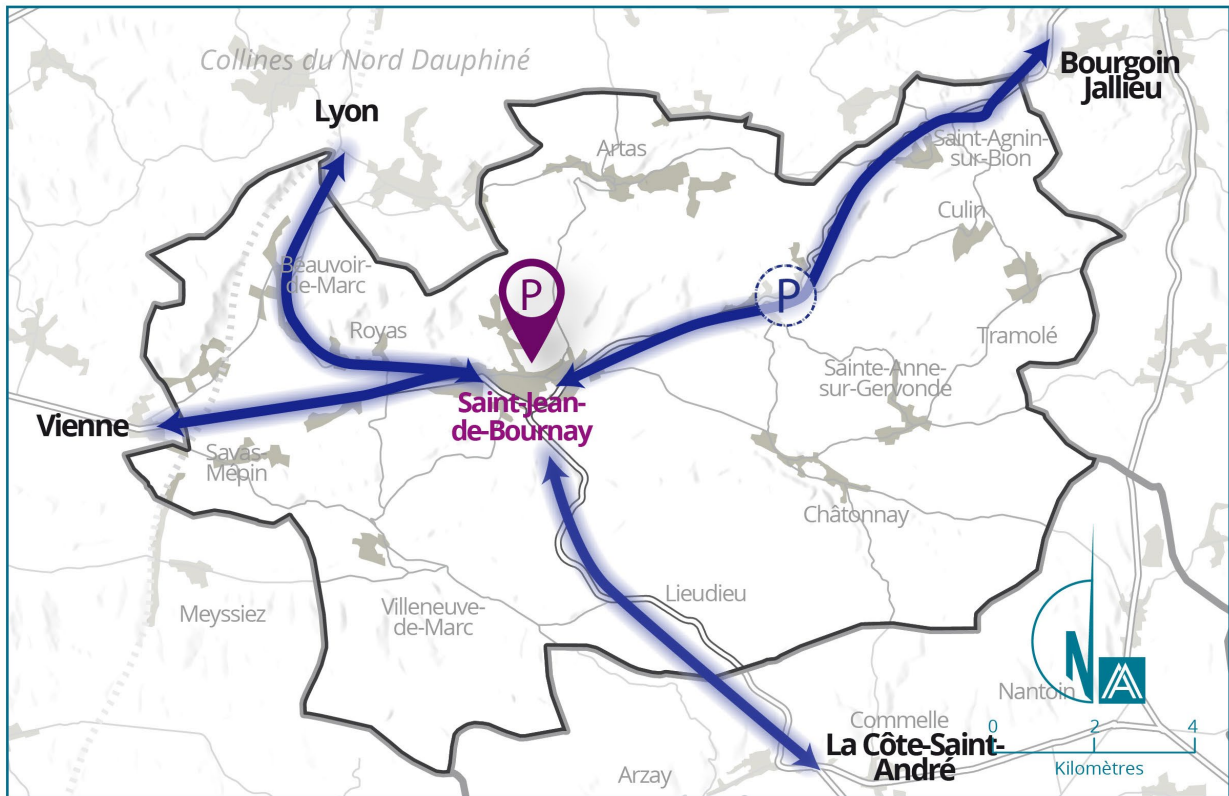 Collines du Nord Dauphiné
Lyon
Bourgoin
Jallieu
Artas
Saint-Agnin-
sur-Bion
Culin
Beauvoir-
de-Marc
P
P
Royas
Tramolé
Sainte-Anne-
sur-Gervonde
Saint-Jean-
de-Bournay
Vienne
Savas-
Mépin
Châtonnay
Meyssiez
Villeneuve-
de-Marc
Lieudieu
N
Nantoin
Commelle
La Côte-Saint-
André
Arzay
0 2 4
Kilomètres